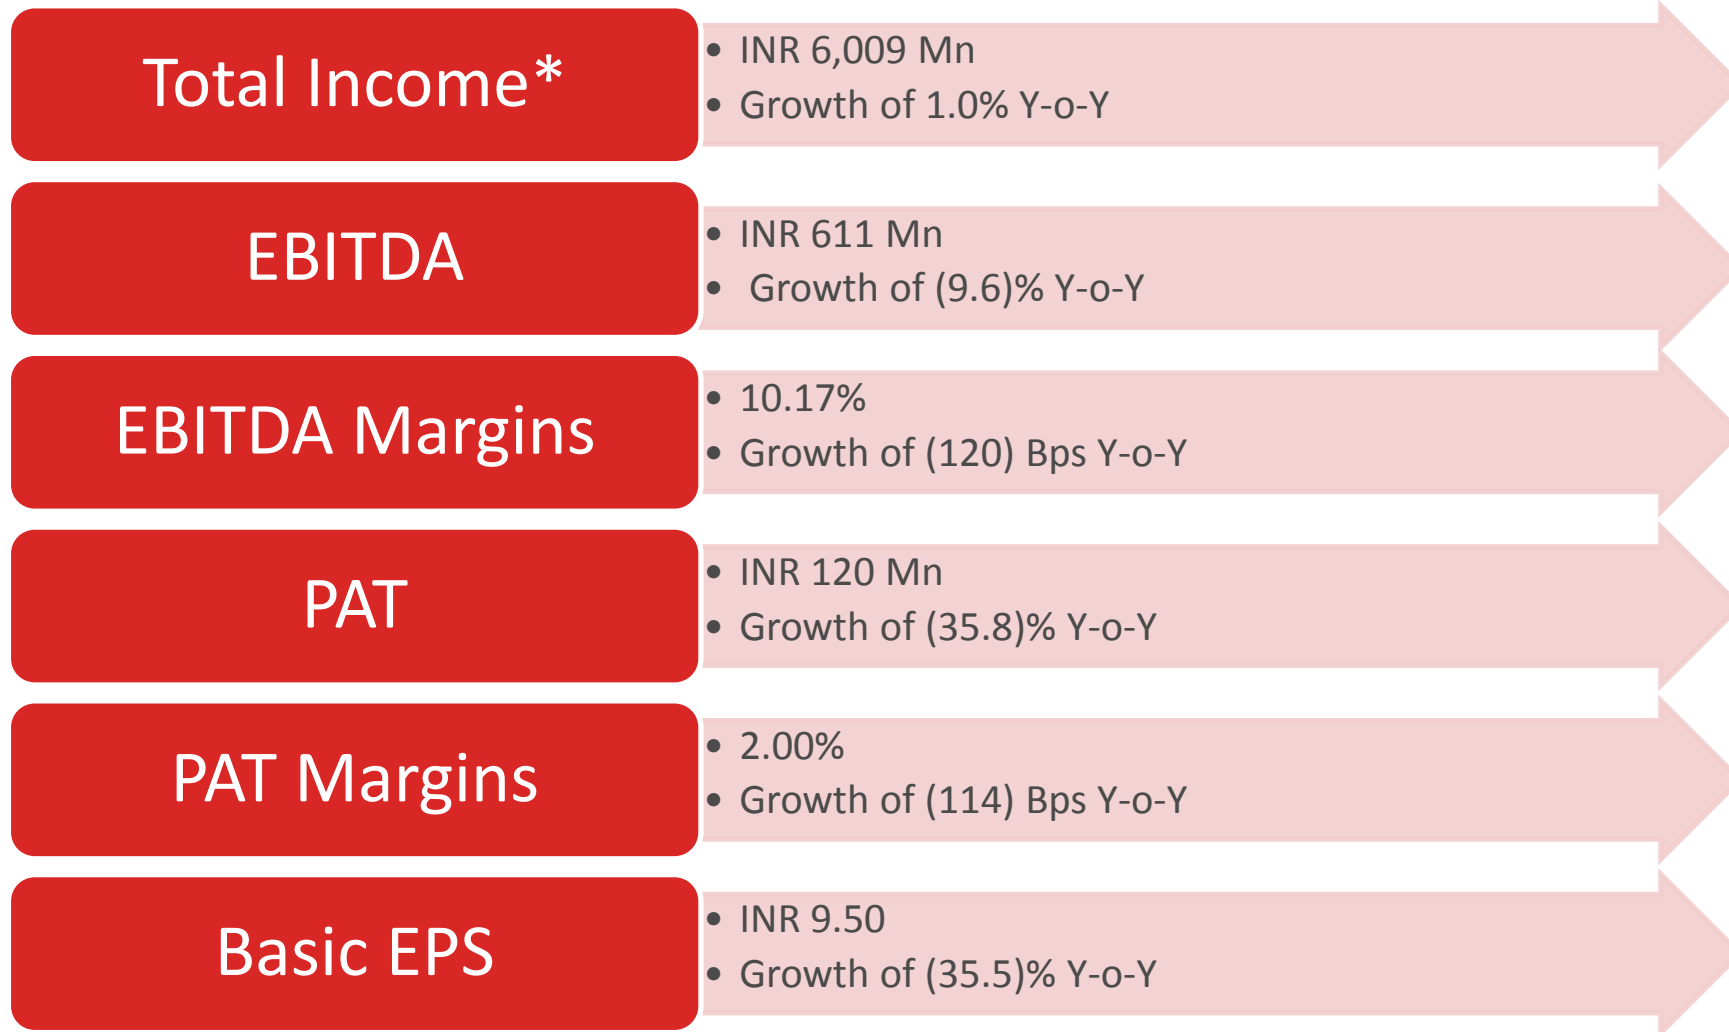 Total Income*
• INR 6,009 Mn
• Growth of 1.0% Y-o-Y
EBITDA
• INR 611 Mn
• Growth of (9.6)% Y-o-Y
EBITDA Margins
• 10.17%
• Growth of (120) Bps Y-o-Y
PAT
• INR 120 Mn
• Growth of (35.8)% Y-o-Y
PAT Margins
• 2.00%
• Growth of (114) Bps Y-o-Y
Basic EPS
• INR 9.50
• Growth of (35.5)% Y-o-Y